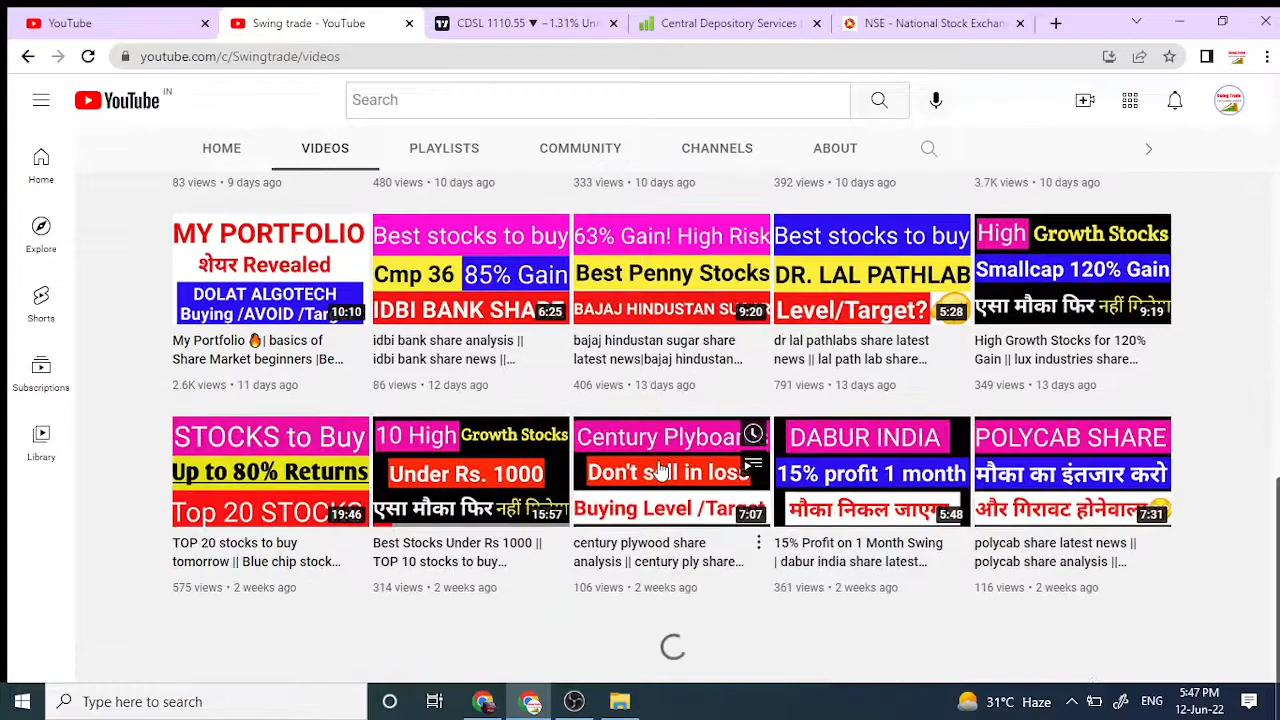 YouTube
Swing trade - YouTube
CDSL 1110.55 ▼ −1.31% Unn
Central Depository Services
NSE - National Stock Exchan
youtube.com/c/Swingtrade/videos
YouTube IN
Search
HOME
VIDEOS
PLAYLISTS
COMMUNITY
CHANNELS
ABOUT
Home
Explore
Shorts
Subscriptions
Library
83 views • 9 days ago
480 views • 10 days ago
333 views • 10 days ago
392 views • 10 days ago
3.7K views • 10 days ago
MY PORTFOLIO
शेयर Revealed
DOLAT ALGOTECH
Buying /AVOID /Tar
10:10
My Portfolio 🔥| basics of
Share Market beginners |Be...
2.6K views • 11 days ago
Best stocks to buy
Cmp 36 85% Gain
IDBI BANK SHARE
6:25
idbi bank share analysis ||
idbi bank share news ||...
86 views • 12 days ago
63% Gain! High Risk
Best Penny Stocks
BAJAJ HINDUSTAN SUGAR
9:20
bajaj hindustan sugar share
latest news|bajaj hindustan...
406 views • 13 days ago
Best stocks to buy
DR. LAL PATHLAB
Level/Target?
5:28
dr lal pathlabs share latest
news || lal path lab share...
791 views • 13 days ago
High Growth Stocks
Smallcap 120% Gain
एसा मौका फिर नहीं
9:19
High Growth Stocks for 120%
Gain || lux industries share...
349 views • 13 days ago
STOCKS to Buy
Up to 80% Returns
Top 20 STOC
19:46
TOP 20 stocks to buy
tomorrow || Blue chip stock...
575 views • 2 weeks ago
10 High Growth Stocks
Under Rs. 1000
एसा मौका फिर नहीं
15:57
Best Stocks Under Rs 1000 ||
TOP 10 stocks to buy...
314 views • 2 weeks ago
Century Plyboar
Don't sell in loss
Buying Level /Target
7:07
century plywood share
analysis || century ply share...
106 views • 2 weeks ago
DABUR INDIA
15% profit 1 month
मौका निकल जाएगा
5:48
15% Profit on 1 Month Swing
| dabur india share latest...
361 views • 2 weeks ago
POLYCAB SHARE
मौका का इंतजार करो
और गिरावट होनेवाल
7:31
polycab share latest news ||
polycab share analysis ||...
116 views • 2 weeks ago
Type here to search
31°C Haze
ENG
5:47 PM
12-Jun-22